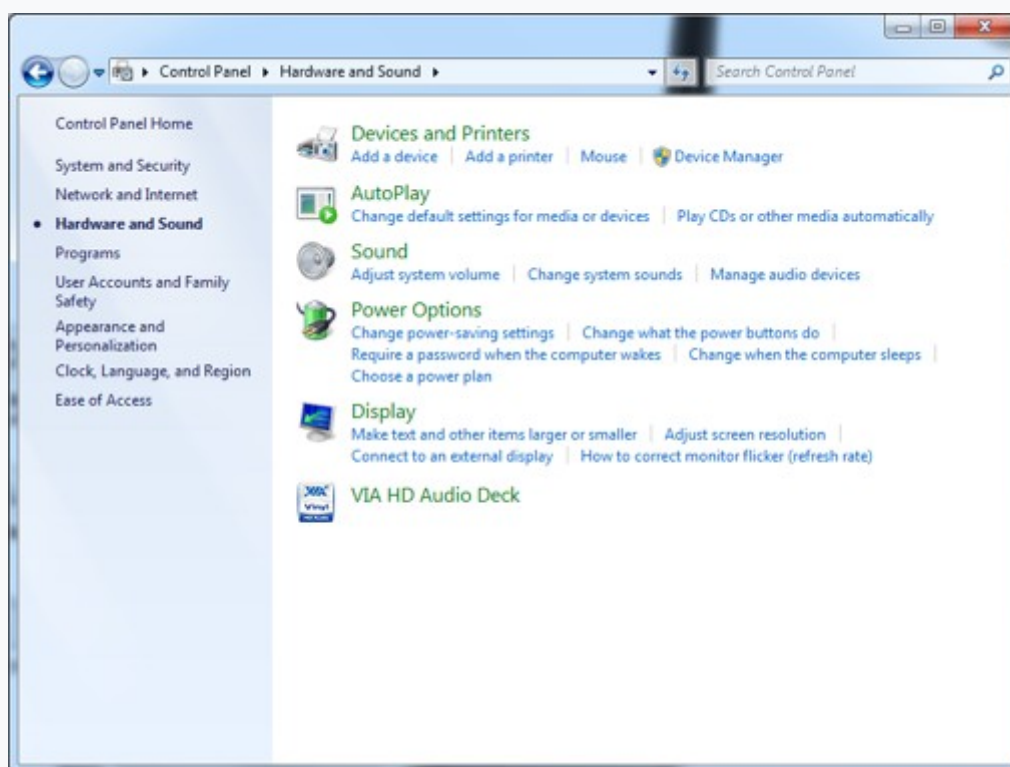 Control Panel Hardware and Sound Search Control Panel
Control Panel Home
System and Security
Network and Internet
Hardware and Sound
Programs
User Accounts and Family
Safety
Appearance and
Personalization
Clock, Language, and Region
Ease of Access
Devices and Printers
Add a device Add a printer Mouse Device Manager
AutoPlay
Change default settings for media or devices Play CDs or other media automatically
Sound
Adjust system volume Change system sounds Manage audio devices
Power Options
Change power-saving settings Change what the power buttons do
Require a password when the computer wakes Change when the computer sleeps
Choose a power plan
Display
Make text and other items larger or smaller Adjust screen resolution
Connect to an external display How to correct monitor flicker (refresh rate)
VIA
Vinyl
VIA HD Audio Deck